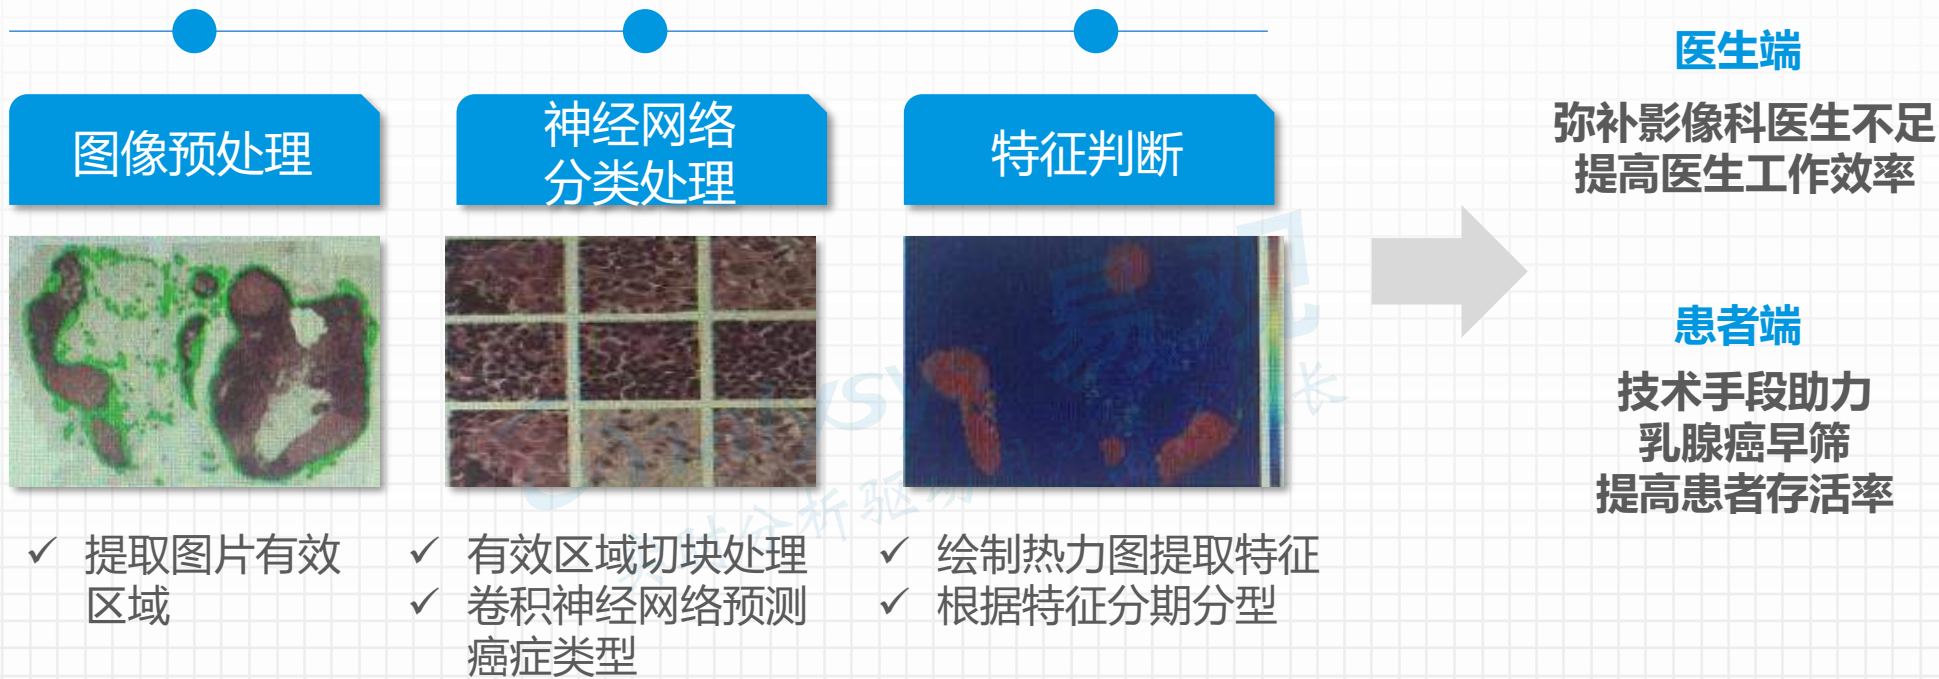 图像预处理
神经网络
分类处理
特征判断
✓ 提取图片有效
区域
✓ 有效区域切块处理
✓ 卷积神经网络预测
癌症类型
✓ 绘制热力图提取特征
✓ 根据特征分期分型
医生端
弥补影像科医生不足
提高医生工作效率
患者端
技术手段助力
乳腺癌早筛
提高患者存活率
易观